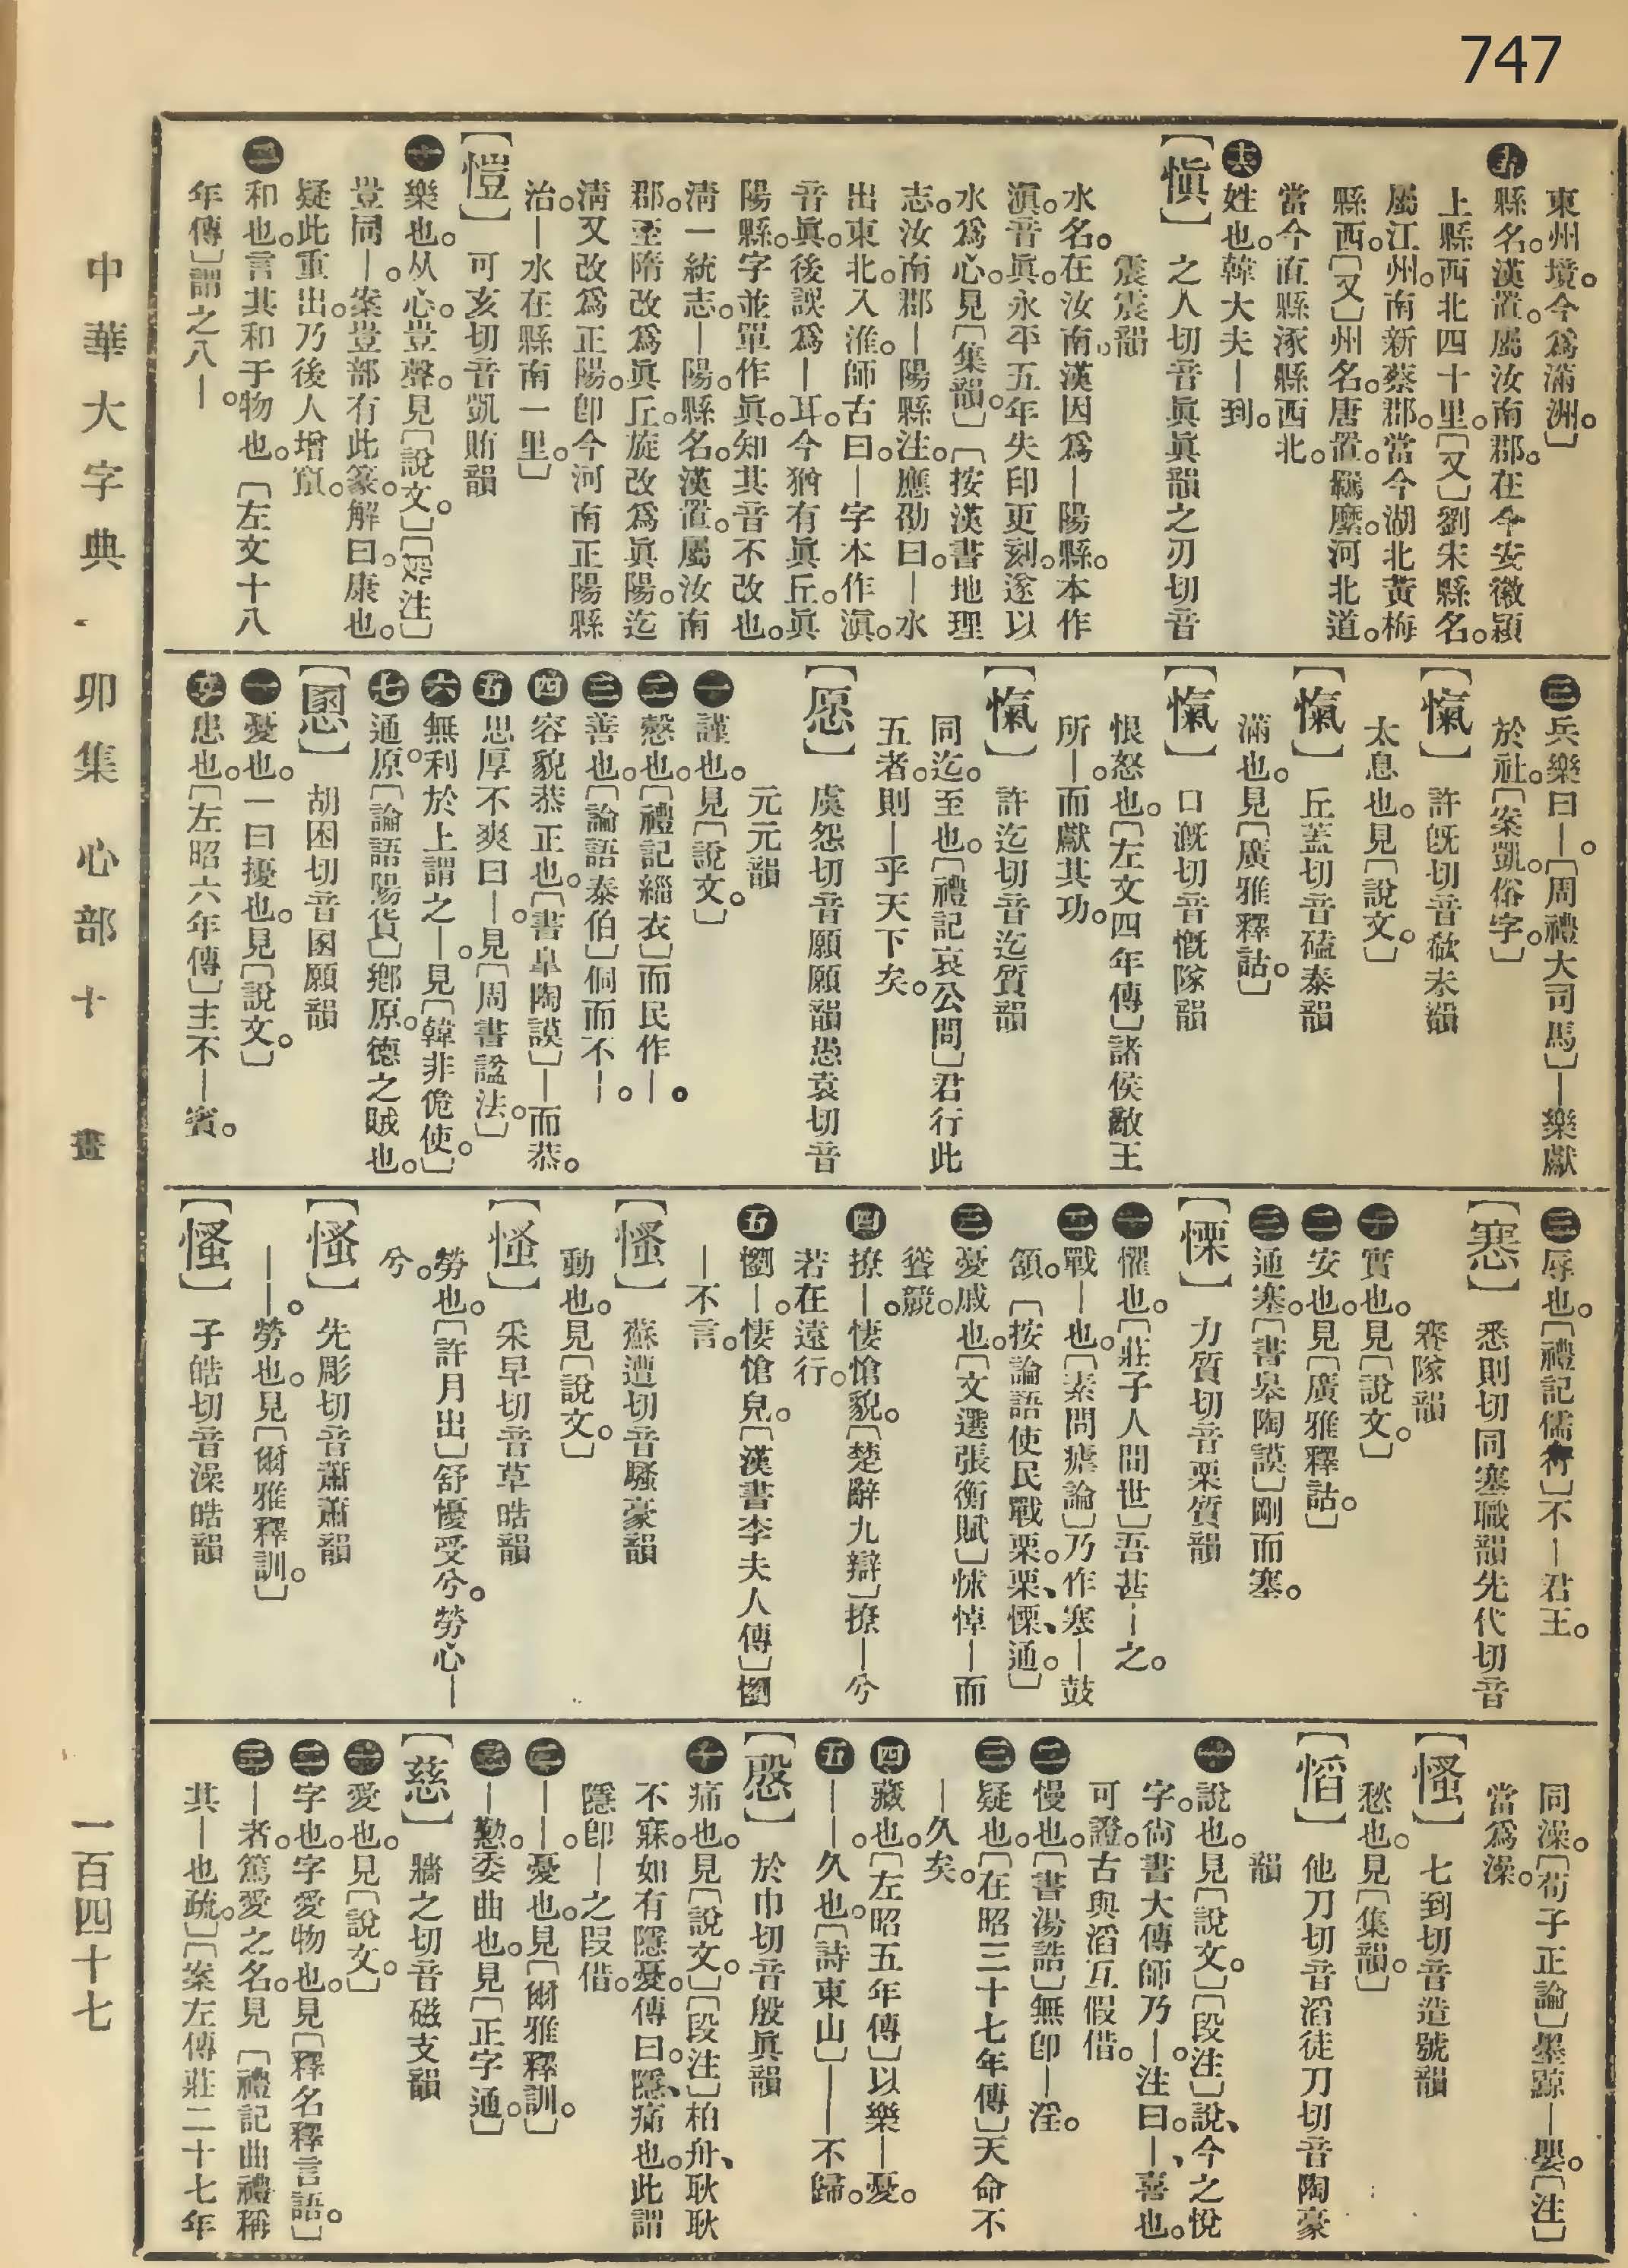 747
東州境。今爲滿洲。〕
㊄縣名。漢置。屬汝南郡。在今安徽潁
上縣西北四十里。〔又〕劉宋縣名。
屬江州。南新蔡郡。當今湖北黃梅
縣西。〔又〕州名。唐置。羈縻。河北道。
當今直縣涿縣西北。
姓也。韓大夫｜到。
【愼】之人切音眞眞韻之刃切音
震震韻
水名。在汝南。漢因爲｜陽縣。本作
滇。音眞。永平五年失印更刻。遂以
水爲心。見〔集韻。〕〔按漢書地理
志。汝南郡｜陽縣。注。應劭曰。｜水
出東北。入淮。師古曰。｜字本作滇。
音眞。後誤爲｜耳。今猶有眞丘。眞
陽縣。字並單作眞。知其音不改也。
淸一統志。｜陽。縣名。漢置。屬汝南
郡。至隋改爲眞丘。旋改爲眞陽。迄
淸又改爲正陽。卽今河南正陽縣
治。｜水在縣南一里。〕
【愷】可亥切音凱賄韻
㊀樂也。从心。豈聲。見〔說文。〕〔段注〕
豈同｜。案豈部有此篆。解曰。康也。
疑此重出。乃後人增竄。
㊁和也。言其和于物也。〔左文十八
年傳〕謂之八｜。
㊂兵樂曰｜。〔周禮大司馬〕｜樂獻
於社。〔案凱。俗字。〕
【愾】許旣切音欷未韻
太息也。見〔說文。〕
【愾】丘蓋切音磕泰韻
滿也。見〔廣雅釋詁。〕
【愾】口漑切音慨隊韻
恨怒也。〔左文四年傳〕諸侯敵王
所｜。而獻其功。
【愾】許迄切音迄質韻
同迄。至也。〔禮記哀公問〕君行此
五者。則｜乎天下矣。
【愿】虞怨切音願願韻愚袁切音
元元韻
㊀謹也。見〔說文。〕
㊁愨也。〔禮記緇衣〕而民作｜。
㊂善也。〔論語泰伯〕侗而不｜。
㊃容貌恭正也。〔書臯陶謨〕｜而恭。
㊄思厚不爽曰｜。見〔周書諡法。〕
㊅無利於上謂之｜。見〔韓非佹使。〕
㊆通原。〔論語陽貨〕鄕原。德之賊也。
【慁】胡困切音圂願韻
㊀憂也。一曰擾也。見〔說文。〕
㊁患也。〔左昭六年傳〕主不｜賓。
㊂辱也。〔禮記儒行〕不｜君王。
【寋】悉則切同塞職韻先代切音
賽隊韻
㊀實也。見〔說文。〕
㊁安也。見〔廣雅釋詁。〕
㊂通塞。〔書皋陶謨〕剛而塞。
【慄】力質切音栗質韻
㊀懼也。〔莊子人間世〕吾甚｜之。
㊁戰｜也。〔素問瘧論〕乃作寒｜鼓
頷。〔按論語使民戰栗。栗、慄、通。〕
㊂憂戚也。〔文選張衡賦〕怵悼｜而
聳兢。
㊃撩｜。悽愴貌。〔楚辭九辯〕撩｜兮
若在遠行。
㊄懰｜。悽愴皃。〔漢書李夫人傳〕懰
｜不言。
【慅】蘇遭切音騷豪韻
動也。見〔說文。〕
【慅】采早切音草皓韻
勞也。〔詩月出〕舒懮受兮。勞心｜
兮。
【慅】先彫切音蕭蕭韻
｜｜。勞也。見〔爾雅釋訓。〕
【慅】子皓切音澡皓韻
同澡。〔荀子正論〕墨黥｜嬰。〔注〕
當爲澡。
【慅】七到切音造號韻
愁也。見〔集韻。〕
【慆】他刀切音滔徒刀切音陶豪
韻
㊀說也。見〔說文。〕〔段注〕說、今之悅
字。尙書大傳師乃｜。注曰。｜、喜也。
可證。古與滔互假借。
㊁慢也。〔書湯誥〕無卽｜淫。
㊂疑也。〔在昭三十七年傳〕天命不
｜久矣。
㊃藏也。〔左昭五年傳〕以樂｜憂。
㊄｜｜。久也。〔詩東山〕｜｜不歸。
【慇】於巾切音殷眞韻
㊀痛也。見〔說文。〕〔段注〕柏舟、耿耿
不寐。如有隱憂。傳曰。隱、痛也。此謂
隱卽｜之叚借。
㊁｜｜。憂也。見〔爾雅釋訓。〕
㊂｜懃。委曲也。見〔正字通。〕
【慈】牆之切音磁支韻
㊀愛也。見〔說文。〕
㊁字也。字愛物也。見〔釋名釋言語。〕
㊂｜者。篤愛之名。見〔禮記曲禮稱
其｜也疏。〕〔案左傳莊二十七年
中華大字典 卯集 心部 十 畫 一百四十七